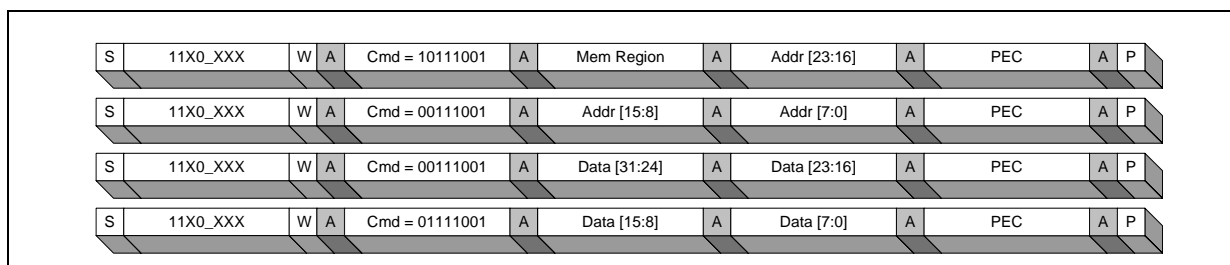 S 11X0_XXX W A Cmd = 10111001 A Mem Region A Addr [23:16] A PEC A P
S 11X0_XXX W A Cmd = 00111001 A Addr [15:8] A Addr [7:0] A PEC A P
S 11X0_XXX W A Cmd = 00111001 A Data [31:24] A Data [23:16] A PEC A P
S 11X0_XXX W A Cmd = 01111001 A Data [15:8] A Data [7:0] A PEC A P